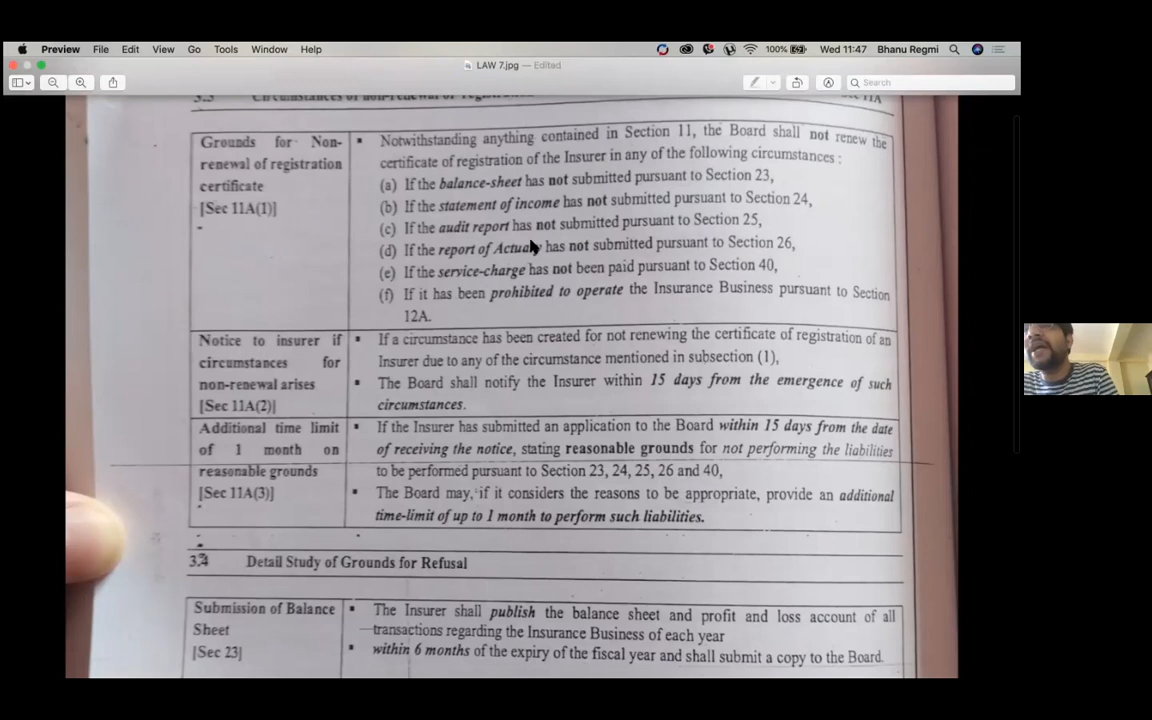 Preview File Edit View Go Tools Window Help 100% Wed 11:47 Bhanu Regmi
LAW 7.jpg — Edited
Search
3.3 Circumstances of non-renewal of 11A
Grounds for Non-
renewal of registration
certificate
[Sec 11A(1)]
▪ Notwithstanding anything contained in Section 11, the Board shall not renew the
certificate of registration of the Insurer in any of the following circumstances :
(a) If the balance-sheet has not submitted pursuant to Section 23,
(b) If the statement of income has not submitted pursuant to Section 24,
(c) If the audit report has not submitted pursuant to Section 25,
(d) If the report of Actuary has not submitted pursuant to Section 26,
(e) If the service-charge has not been paid pursuant to Section 40,
(f) If it has been prohibited to operate the Insurance Business pursuant to Section
12A.
Notice to insurer if
circumstances for
non-renewal arises
[Sec 11A(2)]
▪ If a circumstance has been created for not renewing the certificate of registration of an
Insurer due to any of the circumstance mentioned in subsection (1),
▪ The Board shall notify the Insurer within 15 days from the emergence of such
circumstances.
Additional time limit
of 1 month on
reasonable grounds
[Sec 11A(3)]
▪ If the Insurer has submitted an application to the Board within 15 days from the date
of receiving the notice, stating reasonable grounds for not performing the liabilities
to be performed pursuant to Section 23, 24, 25, 26 and 40,
▪ The Board may, if it considers the reasons to be appropriate, provide an additional
time-limit of up to 1 month to perform such liabilities.
3.4 Detail Study of Grounds for Refusal
Submission of Balance
Sheet
[Sec 23]
▪ The Insurer shall publish the balance sheet and profit and loss account of all
transactions regarding the Insurance Business of each year
▪ within 6 months of the expiry of the fiscal year and shall submit a copy to the Board.